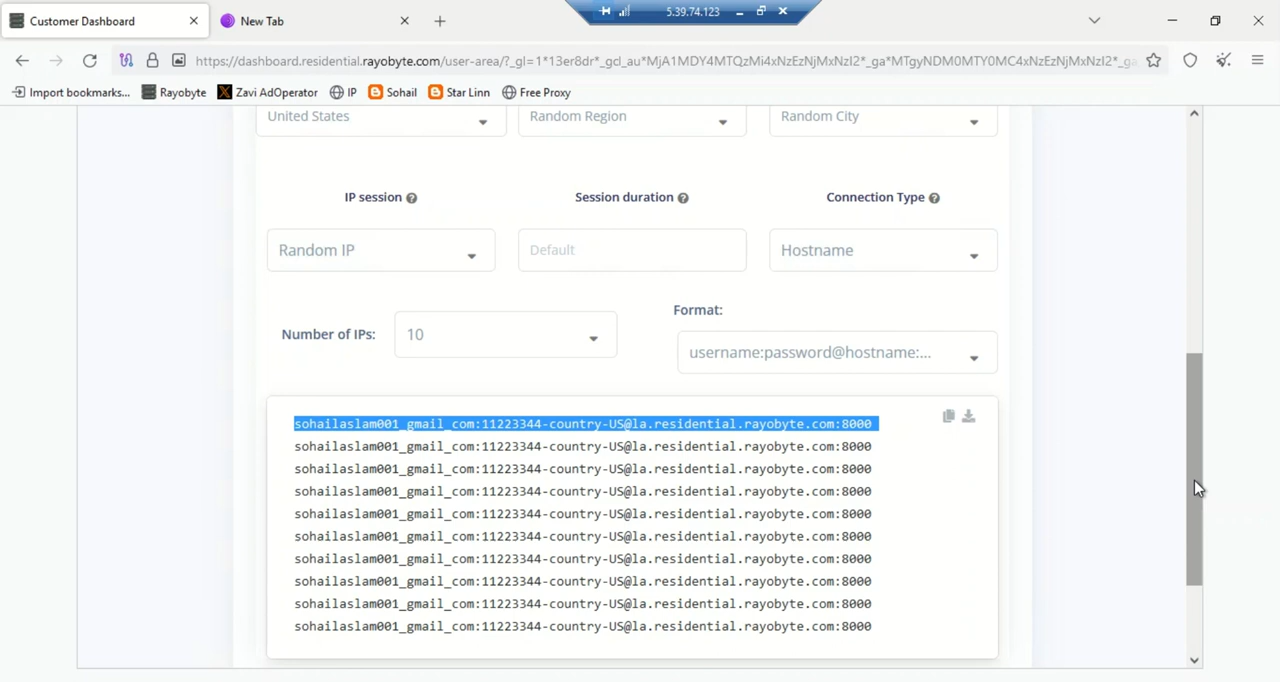 Customer Dashboard
New Tab
5.39.74.123
https://dashboard.residential.rayobyte.com/user-area/?_gl=1*13er8dr*_gcl_au*MjA1MDY4MTQzMi4xNzEzNjMxNzI2*_ga*MTgyNDM0MTY0MC4xNzEzNjMxNzI2*_ga
Import bookmarks...
Rayobyte
Zavi AdOperator
IP
Sohail
Star Linn
Free Proxy
United States
Random Region
Random City
IP session
Session duration
Connection Type
Random IP
Default
Hostname
Format:
Number of IPs:
10
username:password@hostname:...
sohailaslam001_gmail_com:11223344-country-US@la.residential.rayobyte.com:8000
sohailaslam001_gmail_com:11223344-country-US@la.residential.rayobyte.com:8000
sohailaslam001_gmail_com:11223344-country-US@la.residential.rayobyte.com:8000
sohailaslam001_gmail_com:11223344-country-US@la.residential.rayobyte.com:8000
sohailaslam001_gmail_com:11223344-country-US@la.residential.rayobyte.com:8000
sohailaslam001_gmail_com:11223344-country-US@la.residential.rayobyte.com:8000
sohailaslam001_gmail_com:11223344-country-US@la.residential.rayobyte.com:8000
sohailaslam001_gmail_com:11223344-country-US@la.residential.rayobyte.com:8000
sohailaslam001_gmail_com:11223344-country-US@la.residential.rayobyte.com:8000
sohailaslam001_gmail_com:11223344-country-US@la.residential.rayobyte.com:8000